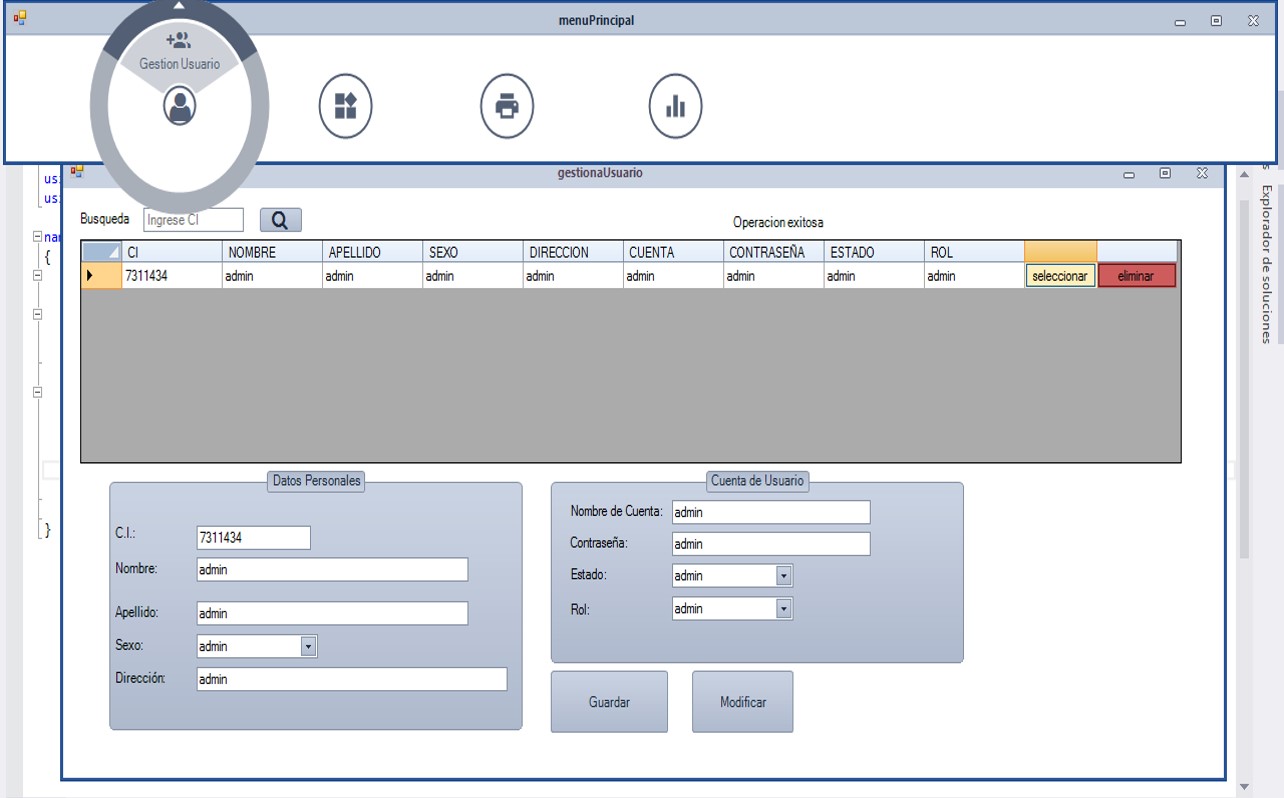 menuPrincipal
Gestion Usuario
us
us
gestionaUsuario
Busqueda Ingrese CI
Operacion exitosa
na
{
CI NOMBRE APELLIDO SEXO DIRECCION CUENTA CONTRASEÑA ESTADO ROL
7311434 admin admin admin admin admin admin admin admin seleccionar eliminar
Datos Personales
C.I.: 7311434
Nombre: admin
Apellido: admin
Sexo: admin
Dirección: admin
Cuenta de Usuario
Nombre de Cuenta: admin
Contraseña: admin
Estado: admin
Rol: admin
Guardar Modificar
}
Explorador de soluciones